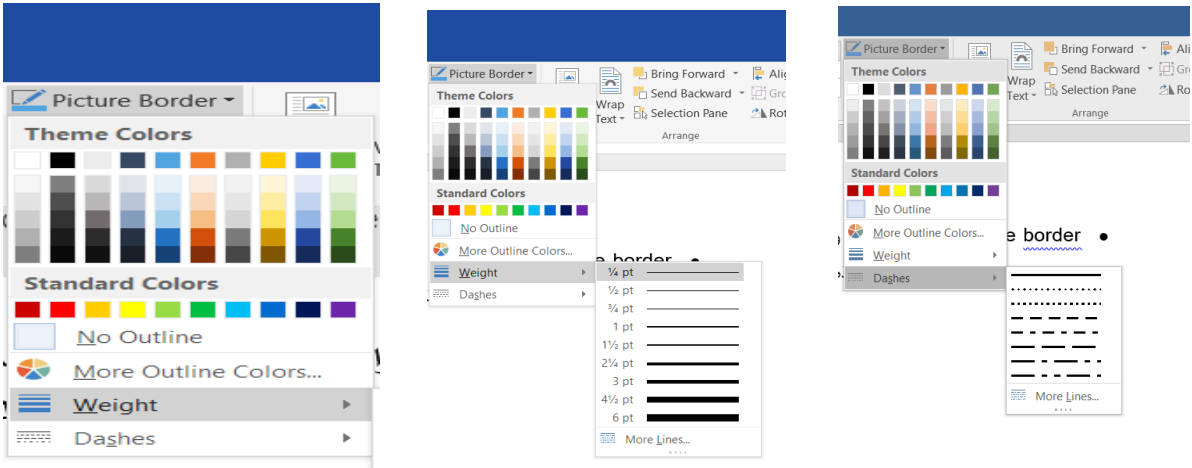 Picture Border
Theme Colors
Standard Colors
No Outline
More Outline Colors...
Weight
Dashes
Picture Border
Theme Colors
Standard Colors
No Outline
More Outline Colors...
Weight
Dashes
Wrap
Text
Bring Forward
Send Backward
Selection Pane
Arrange
border
¼ pt
½ pt
¾ pt
1 pt
1½ pt
2¼ pt
3 pt
4½ pt
6 pt
More Lines...
Picture Border
Theme Colors
Standard Colors
No Outline
More Outline Colors...
Weight
Dashes
Wrap
Text
Bring Forward
Send Backward
Selection Pane
Arrange
e border •
More Lines...